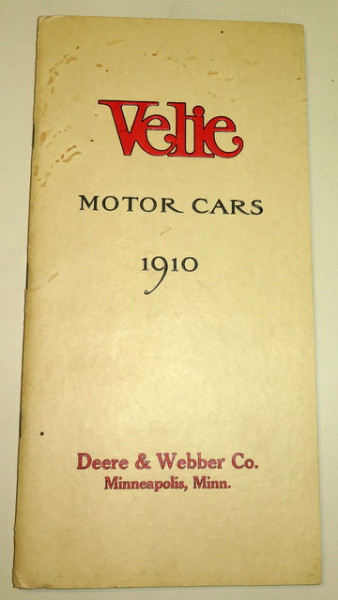 Velie
MOTOR CARS
1910
Deere & Webber Co.
Minneapolis, Minn.